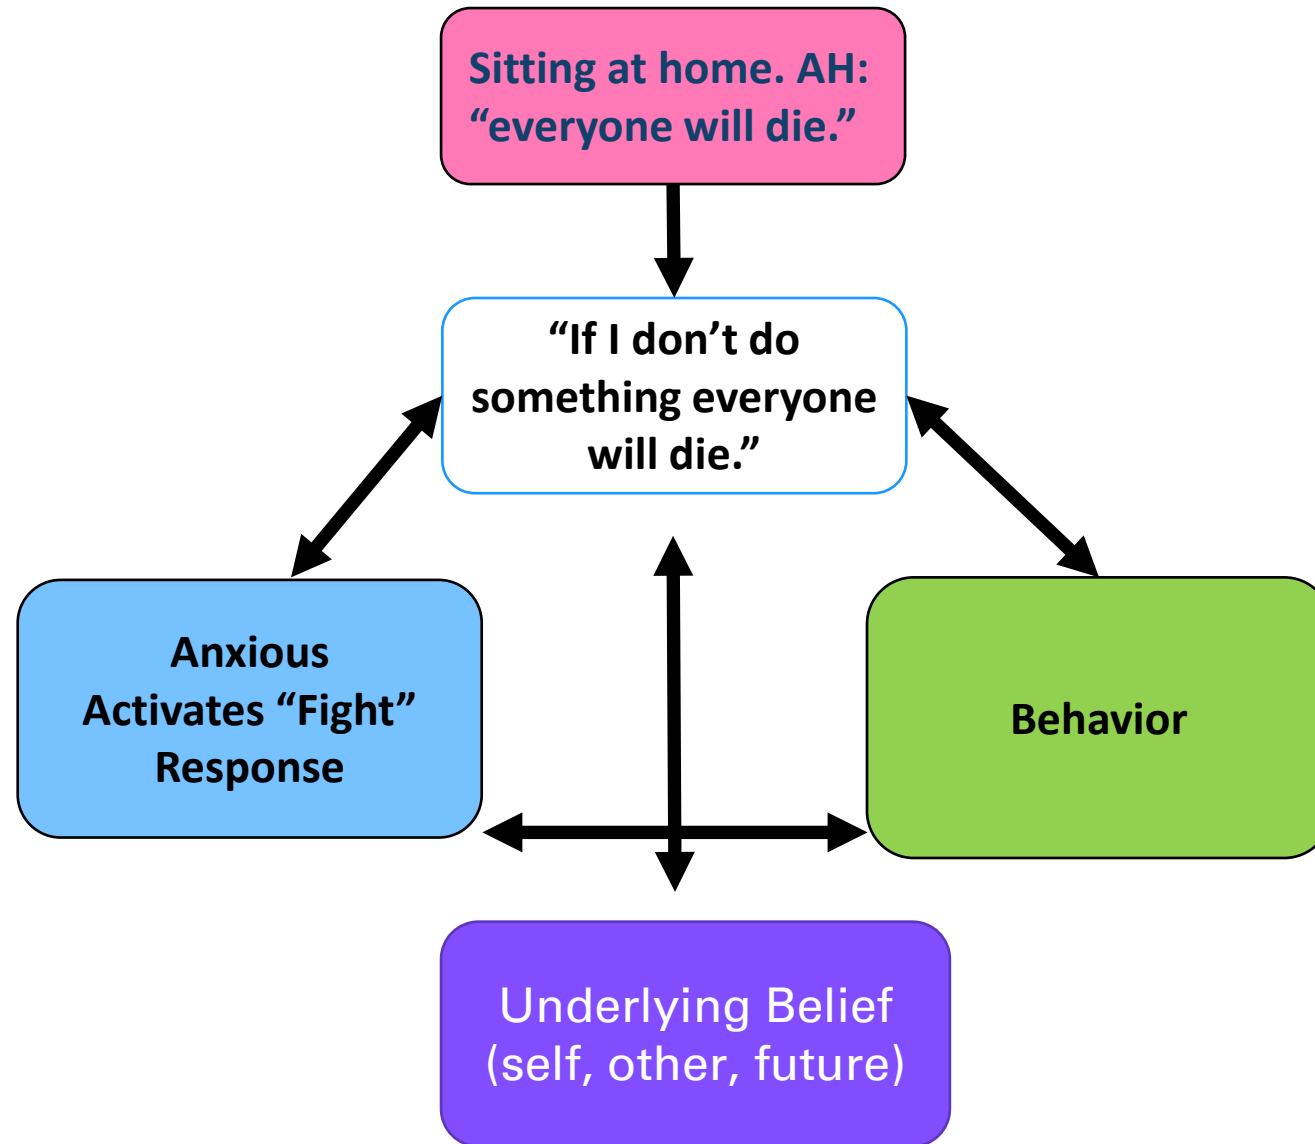 Sitting at home. AH:
“everyone will die.”
“If I don’t do
something everyone
will die.”
Anxious
Activates “Fight”
Response
Behavior
Underlying Belief
(self, other, future)